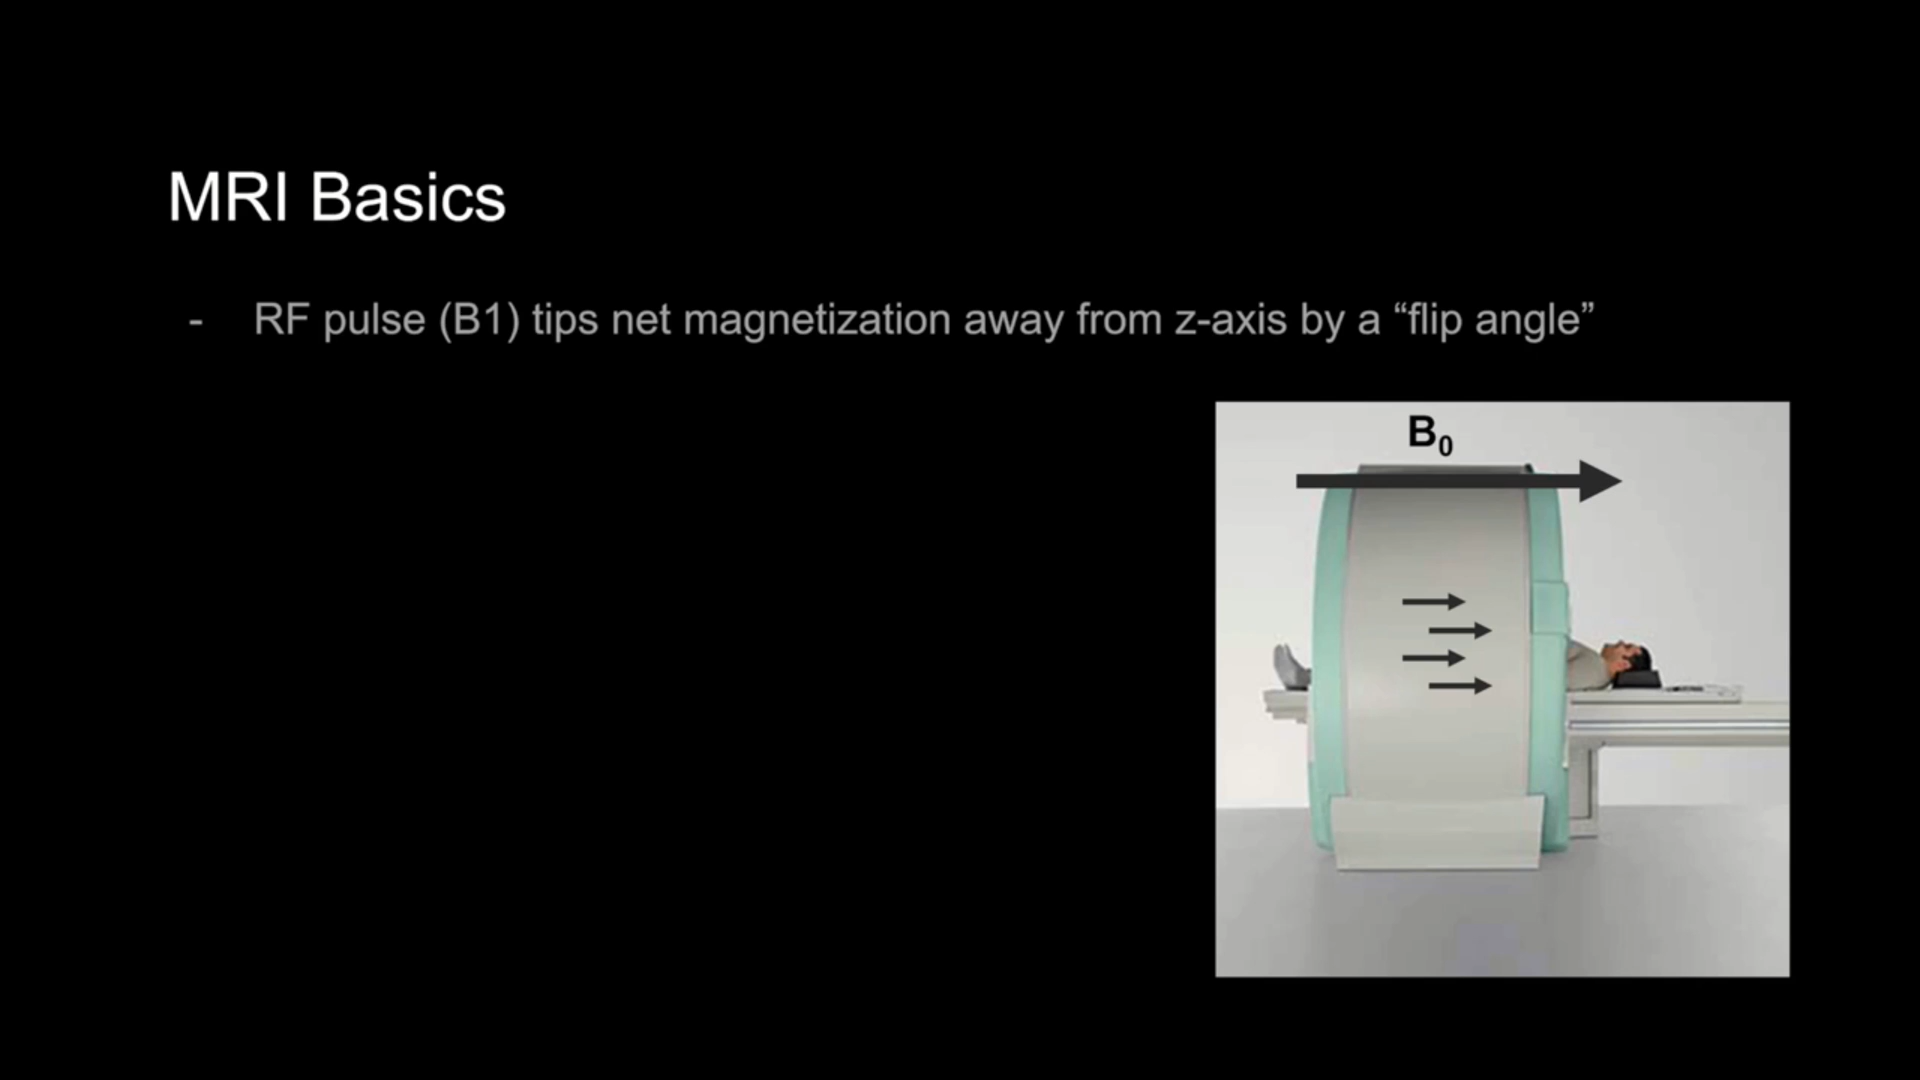 MRI Basics
- RF pulse (B1) tips net magnetization away from z-axis by a “flip angle”
B₀